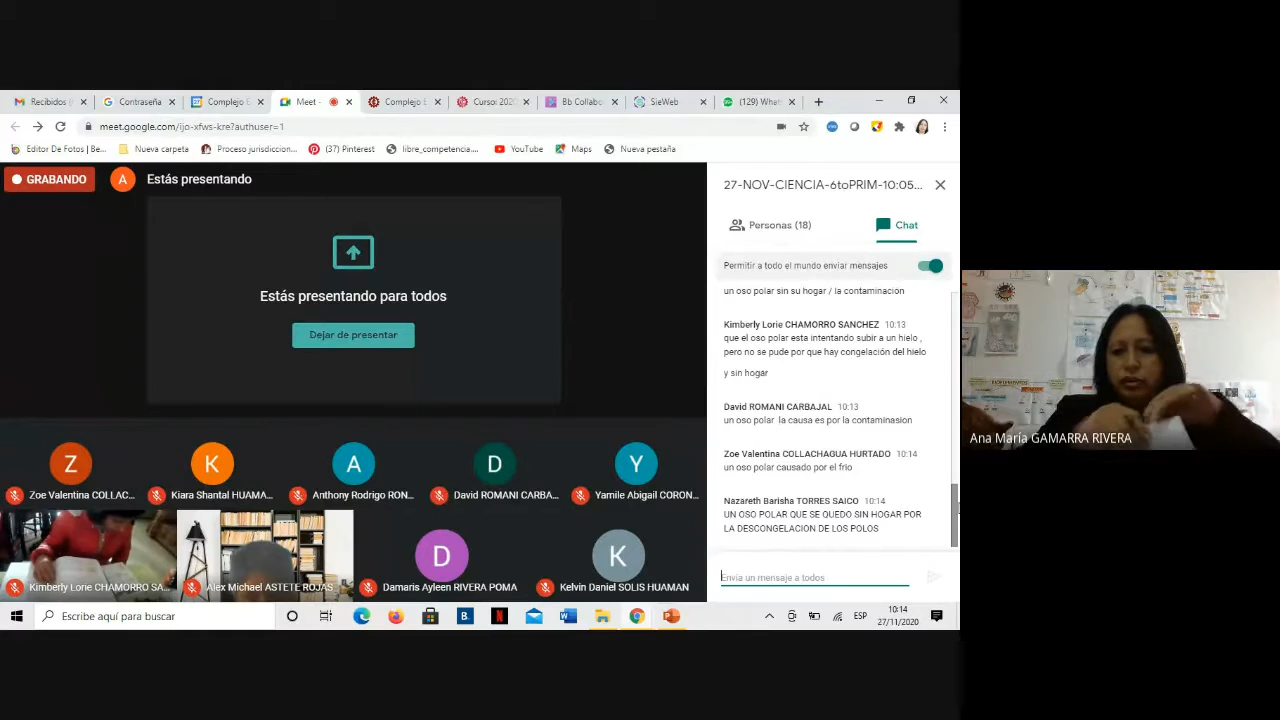 Recibidos (
Contraseña
Complejo E
Meet -
Complejo E
Curso: 2020
Bb Collabo
SieWeb
(129) What
meet.google.com/ijo-xfws-kre?authuser=1
Editor De Fotos | Be...
Nueva carpeta
Proceso jurisdiccion...
(37) Pinterest
libre_competencia....
YouTube
Maps
Nueva pestaña
GRABANDO
A
Estás presentando
Estás presentando para todos
Dejar de presentar
27-NOV-CIENCIA-6toPRIM-10:05...
Personas (18)
Chat
Permitir a todo el mundo enviar mensajes
un oso polar sin su hogar / la contaminación
Kimberly Lorie CHAMORRO SANCHEZ 10:13
que el oso polar esta intentando subir a un hielo ,
pero no se pude por que hay congelación del hielo
y sin hogar
David ROMANI CARBAJAL 10:13
un oso polar la causa es por la contaminasion
Zoe Valentina COLLACHAGUA HURTADO 10:14
un oso polar causado por el frio
Nazareth Barisha TORRES SAICO 10:14
UN OSO POLAR QUE SE QUEDO SIN HOGAR POR
LA DESCONGELACION DE LOS POLOS
Envía un mensaje a todos
Z
K
A
D
Y
Zoe Valentina COLLAC...
Kiara Shantal HUAMA...
Anthony Rodrigo RON...
David ROMANI CARBA...
Yamile Abigail CORON...
D
K
Kimberly Lorie CHAMORRO SA...
Alex Michael ASTETE ROJAS
Damaris Ayleen RIVERA POMA
Kelvin Daniel SOLIS HUAMAN
Ana María GAMARRA RIVERA
Escribe aquí para buscar
ESP
10:14
27/11/2020